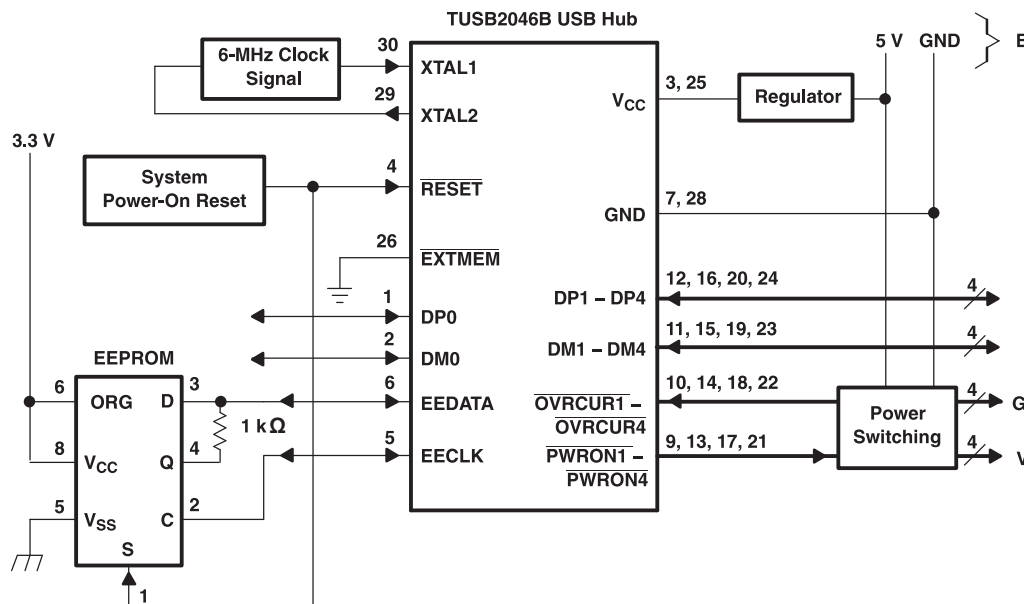 TUSB2046B USB Hub
6-MHz Clock
Signal
30
XTAL1
29
XTAL2
5 V GND
3, 25
VCC
Regulator
3.3 V
System
Power-On Reset
4
RESET
7, 28
GND
26
EXTMEM
12, 16, 20, 24
DP1 – DP4
4
1
DP0
11, 15, 19, 23
DM1 – DM4
4
2
DM0
EEPROM
6
ORG
D
3
1 kΩ
6
EEDATA
10, 14, 18, 22
OVRCUR1 –
OVRCUR4
Power
Switching
4
G
8
VCC
Q
4
5
EECLK
9, 13, 17, 21
PWRON1 –
PWRON4
4
V
5
VSS
C
2
S
1